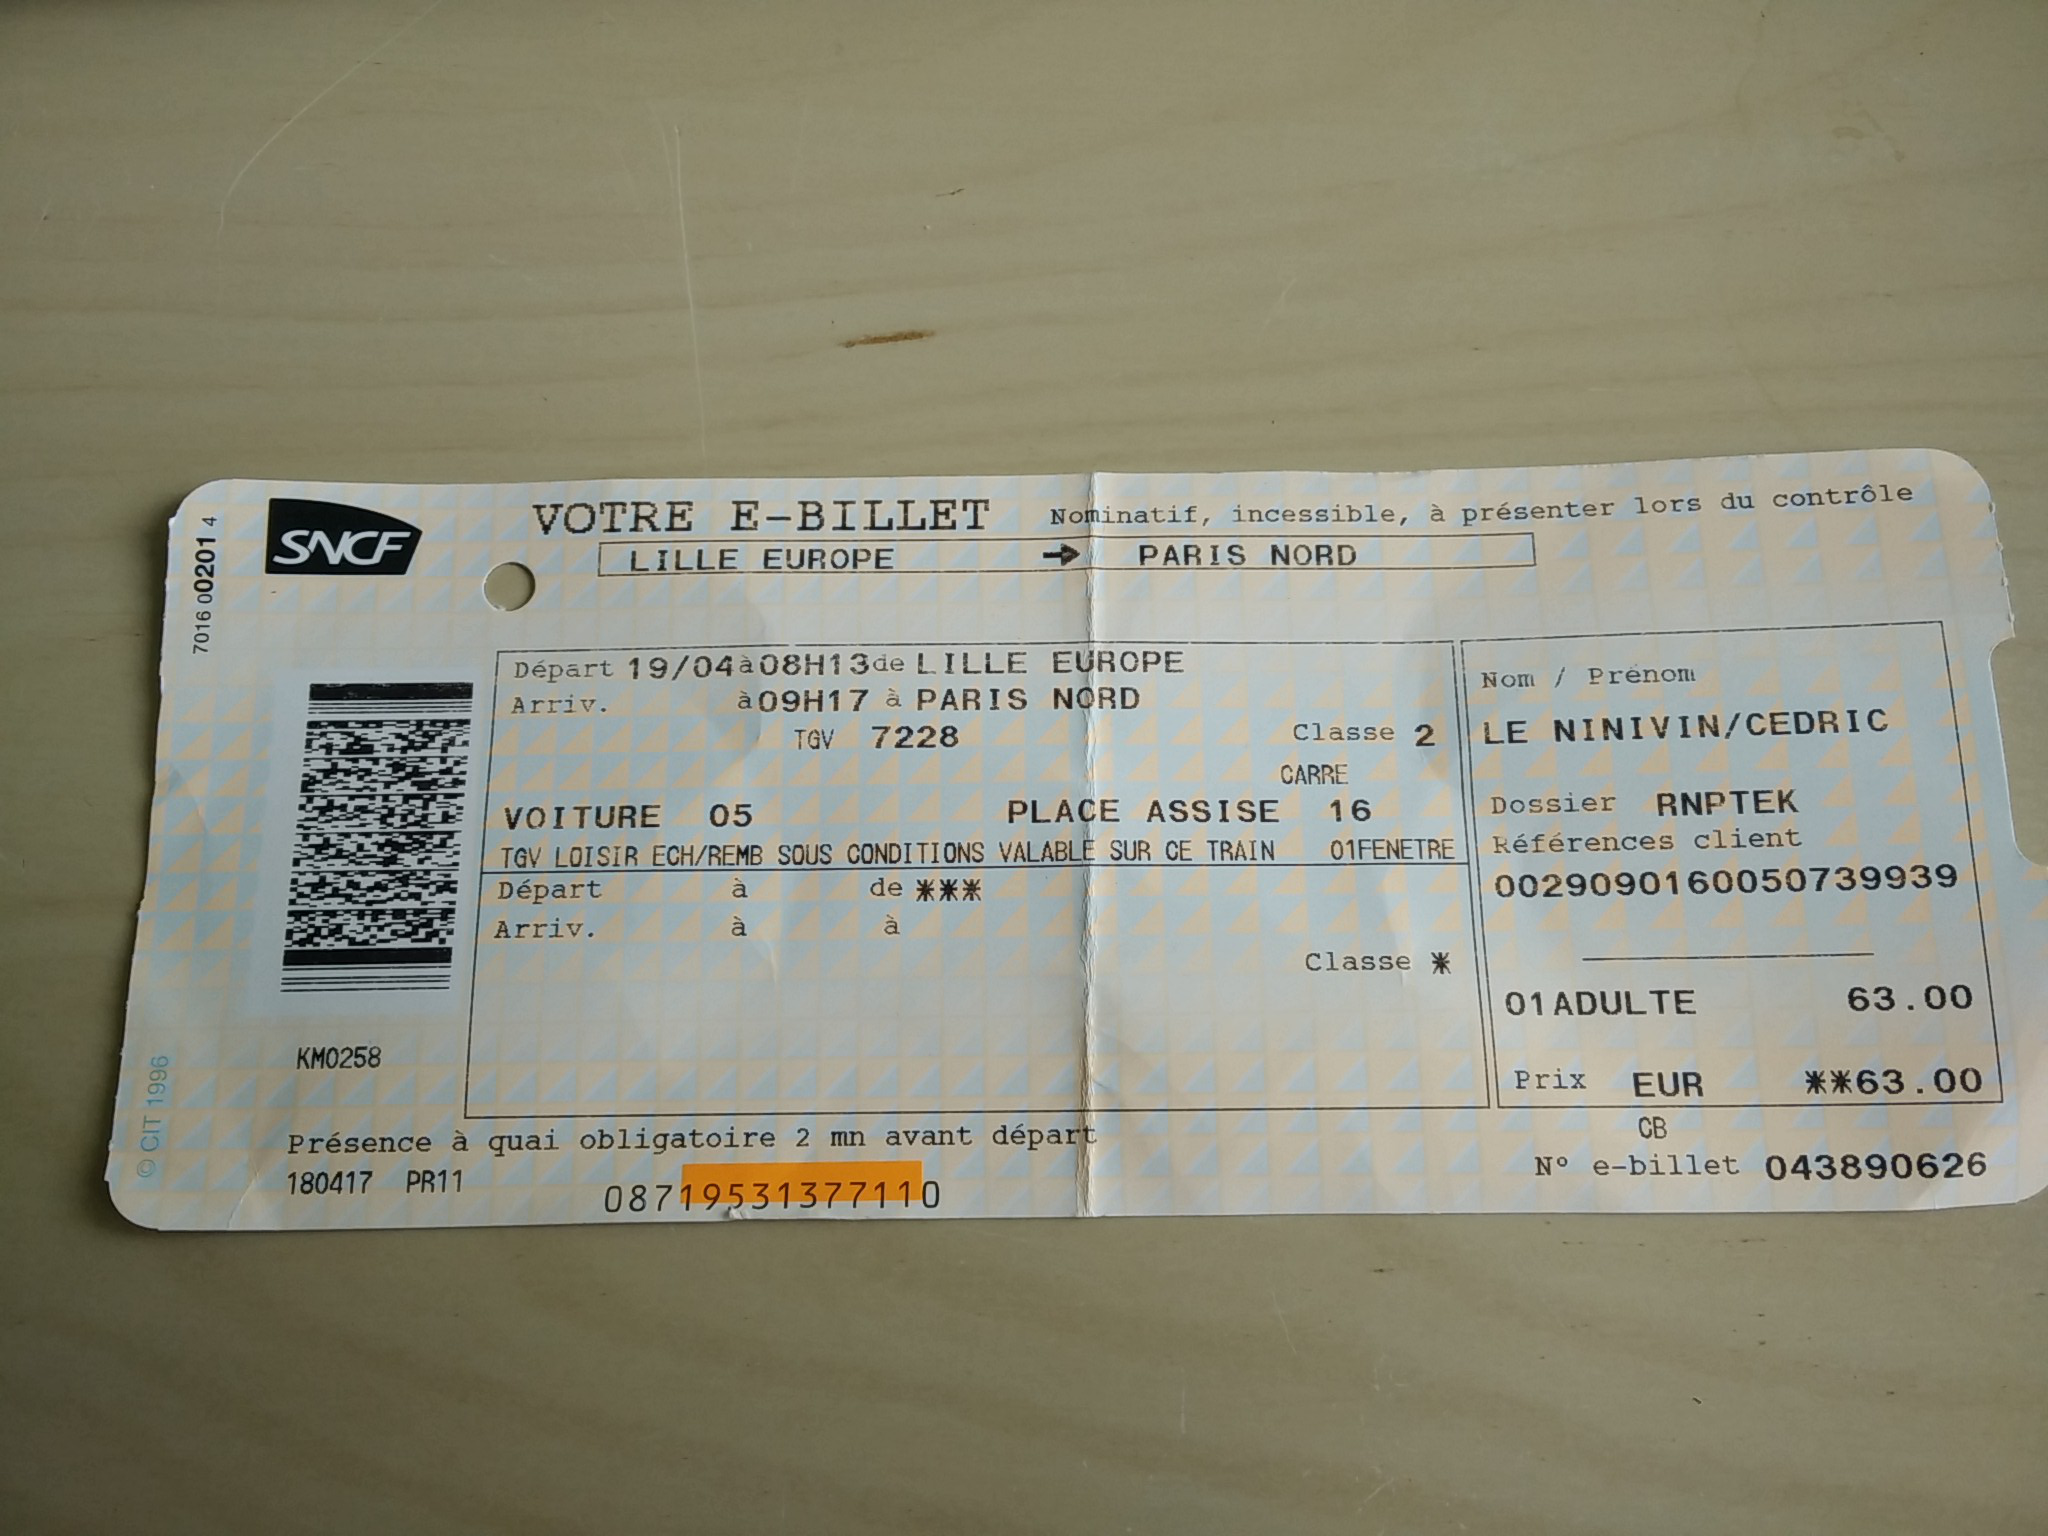 7016 00201 4
SNCF
VOTRE E-BILLET Nominatif, incessible, à présenter lors du contrôle
LILLE EUROPE → PARIS NORD
Départ 19/04 à 08H13 de LILLE EUROPE
Arriv. à 09H17 à PARIS NORD
TGV 7228 Classe 2
CARRE
VOITURE 05 PLACE ASSISE 16
TGV LOISIR ECH/REMB SOUS CONDITIONS VALABLE SUR CE TRAIN 01FENETRE
Départ à de ***
Arriv. à à
Classe *
Nom / Prénom
LE NINIVIN/CEDRIC
Dossier RNPTEK
Références client
0029090160050739939
01ADULTE 63.00
Prix EUR **63.00
CB
N° e-billet 043890626
KM0258
© CIT 1996
Présence à quai obligatoire 2 mn avant départ
180417 PR11
08719531377110